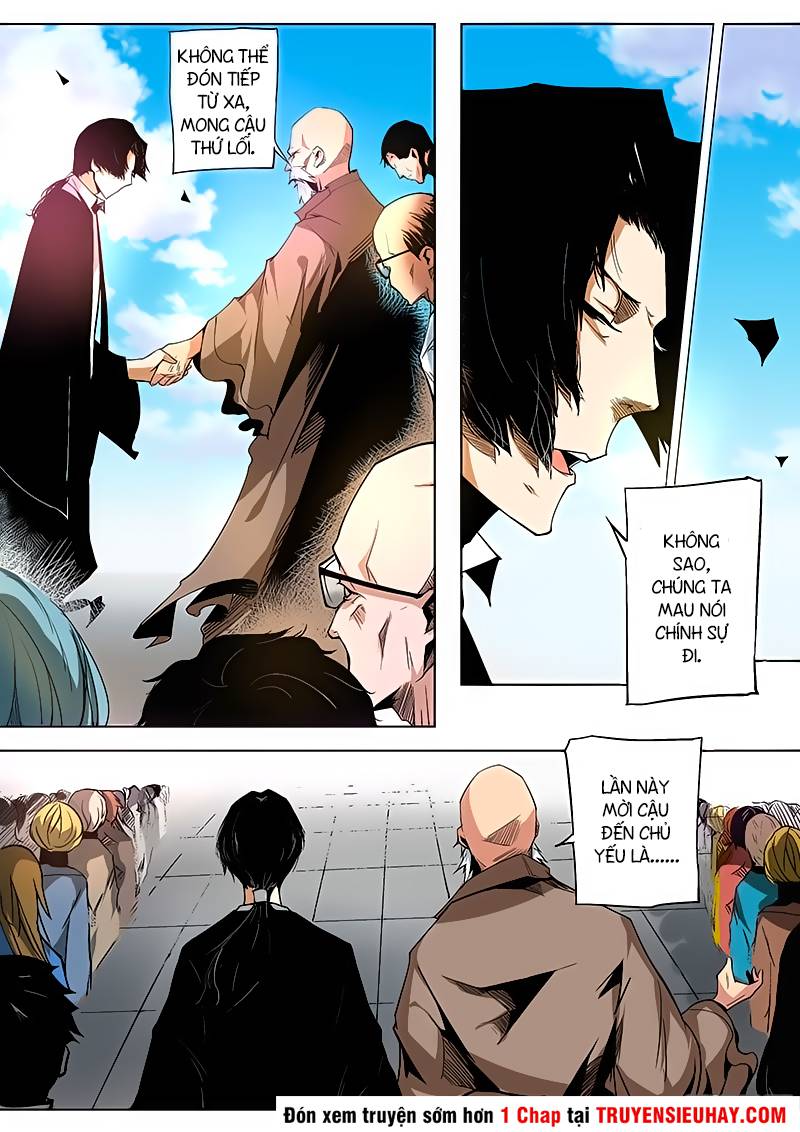 KHÔNG THỂ
ĐÓN TIẾP
TỪ XA,
MONG CẬU
THỨ LỖI.
KHÔNG
SAO,
CHÚNG TA
MAU NÓI
CHÍNH SỰ
ĐI.
LẦN NÀY
MỜI CẬU
ĐẾN CHỦ
YẾU LÀ......
Đón xem truyện sớm hơn 1 Chap tại TRUYENSIEUHAY.COM